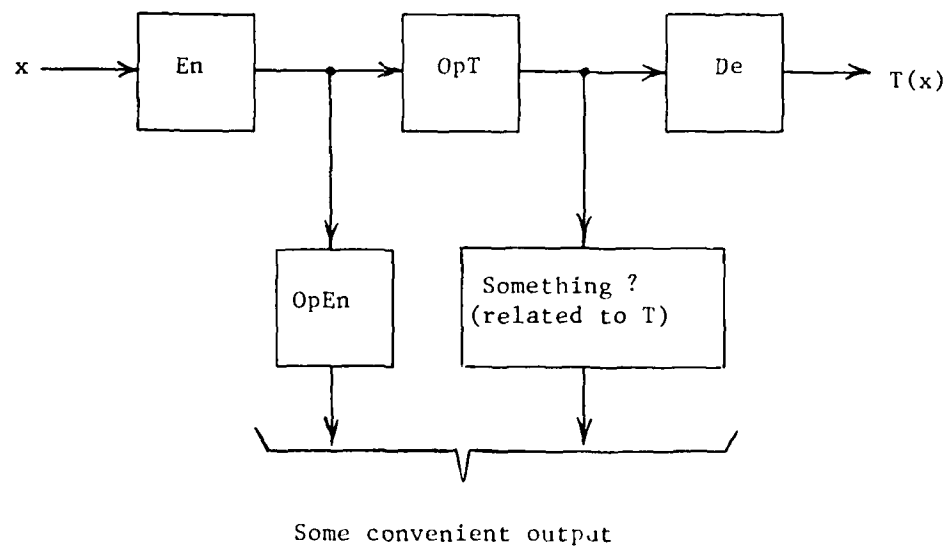 x
En
OpT
De
T(x)
OpEn
Something ?
(related to T)
Some convenient output